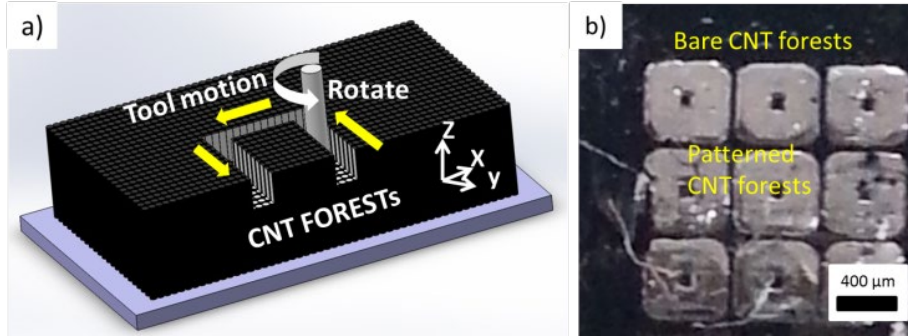 a)
Tool motion
Rotate
Z
X
y
CNT FORESTs
b)
Bare CNT forests
Patterned
CNT forests
400 μm